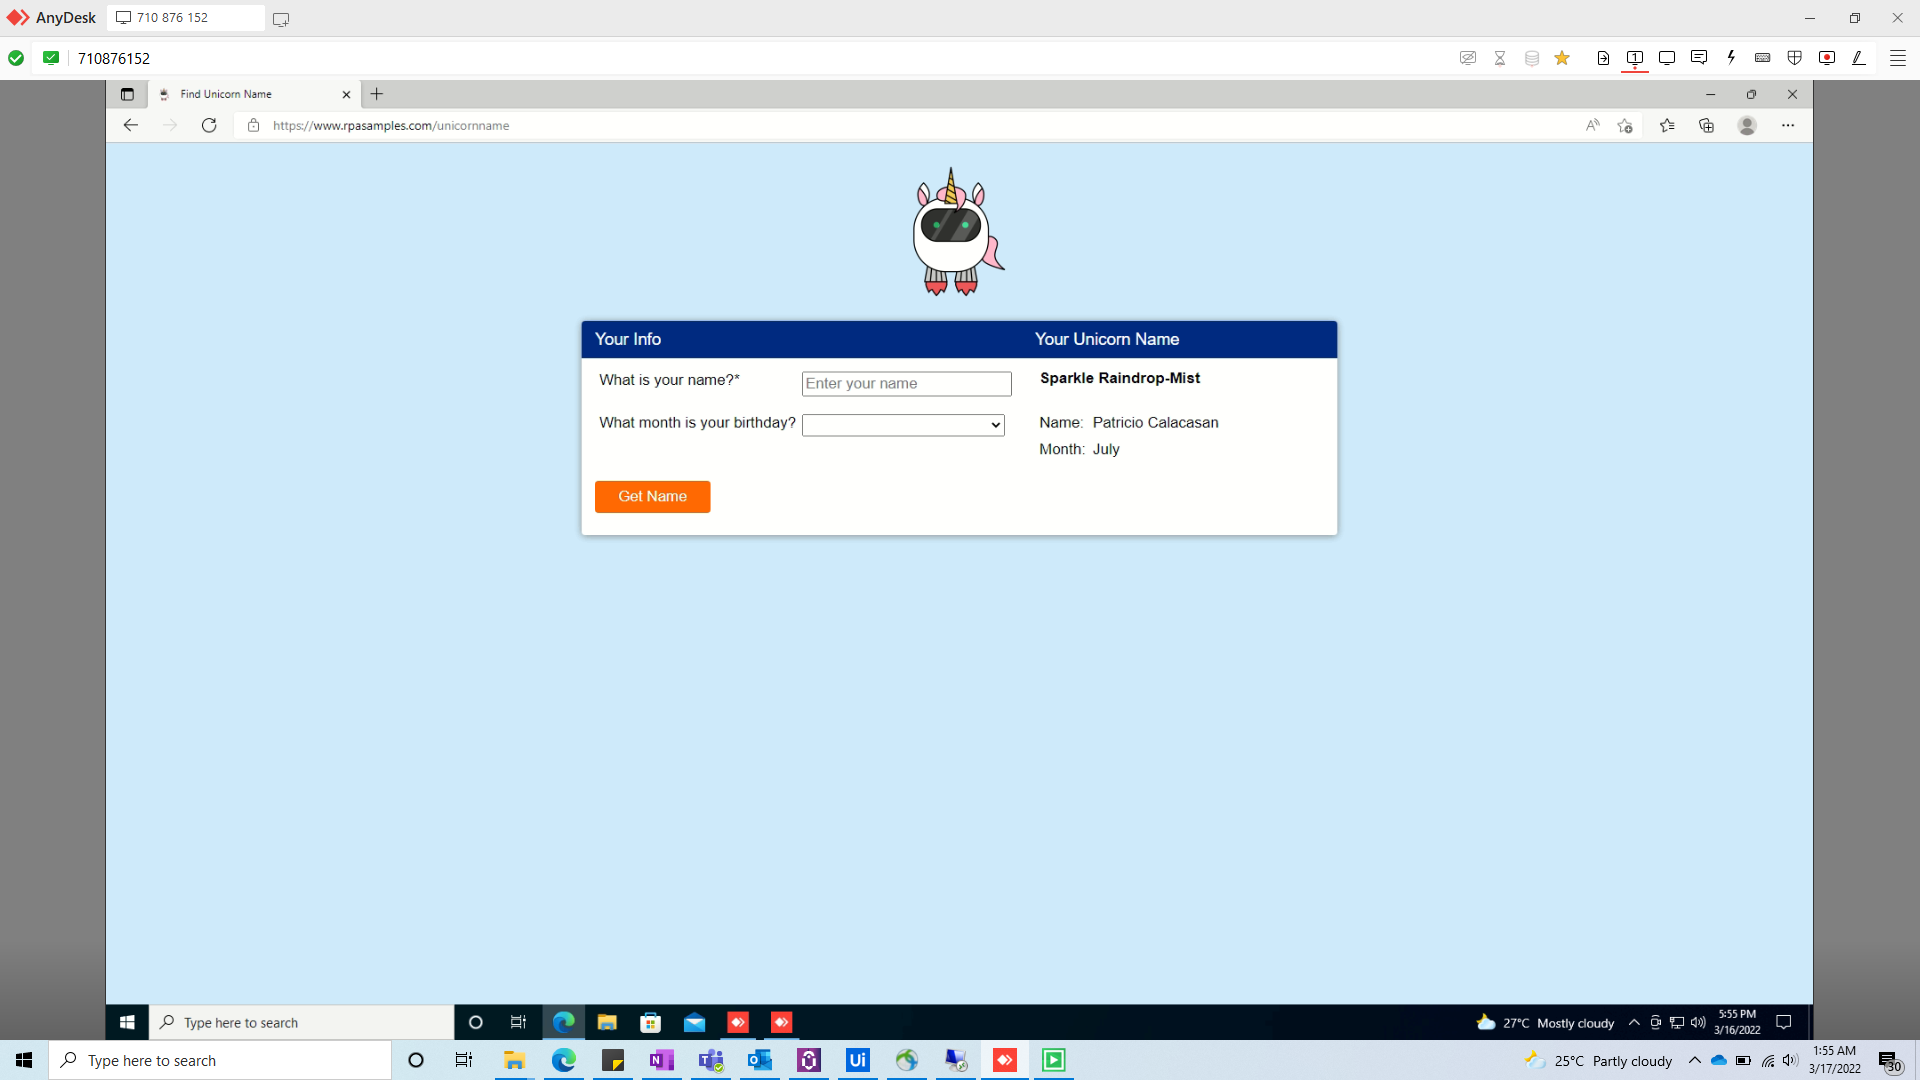 AnyDesk
710 876 152
710876152
Find Unicorn Name
https://www.rpasamples.com/unicornname
Your Info
Your Unicorn Name
What is your name?*
Enter your name
Sparkle Raindrop-Mist
What month is your birthday?
Name: Patricio Calacasan
Month: July
Get Name
Type here to search
27°C Mostly cloudy
5:55 PM
3/16/2022
Type here to search
Ui
25°C Partly cloudy
1:55 AM
3/17/2022
30